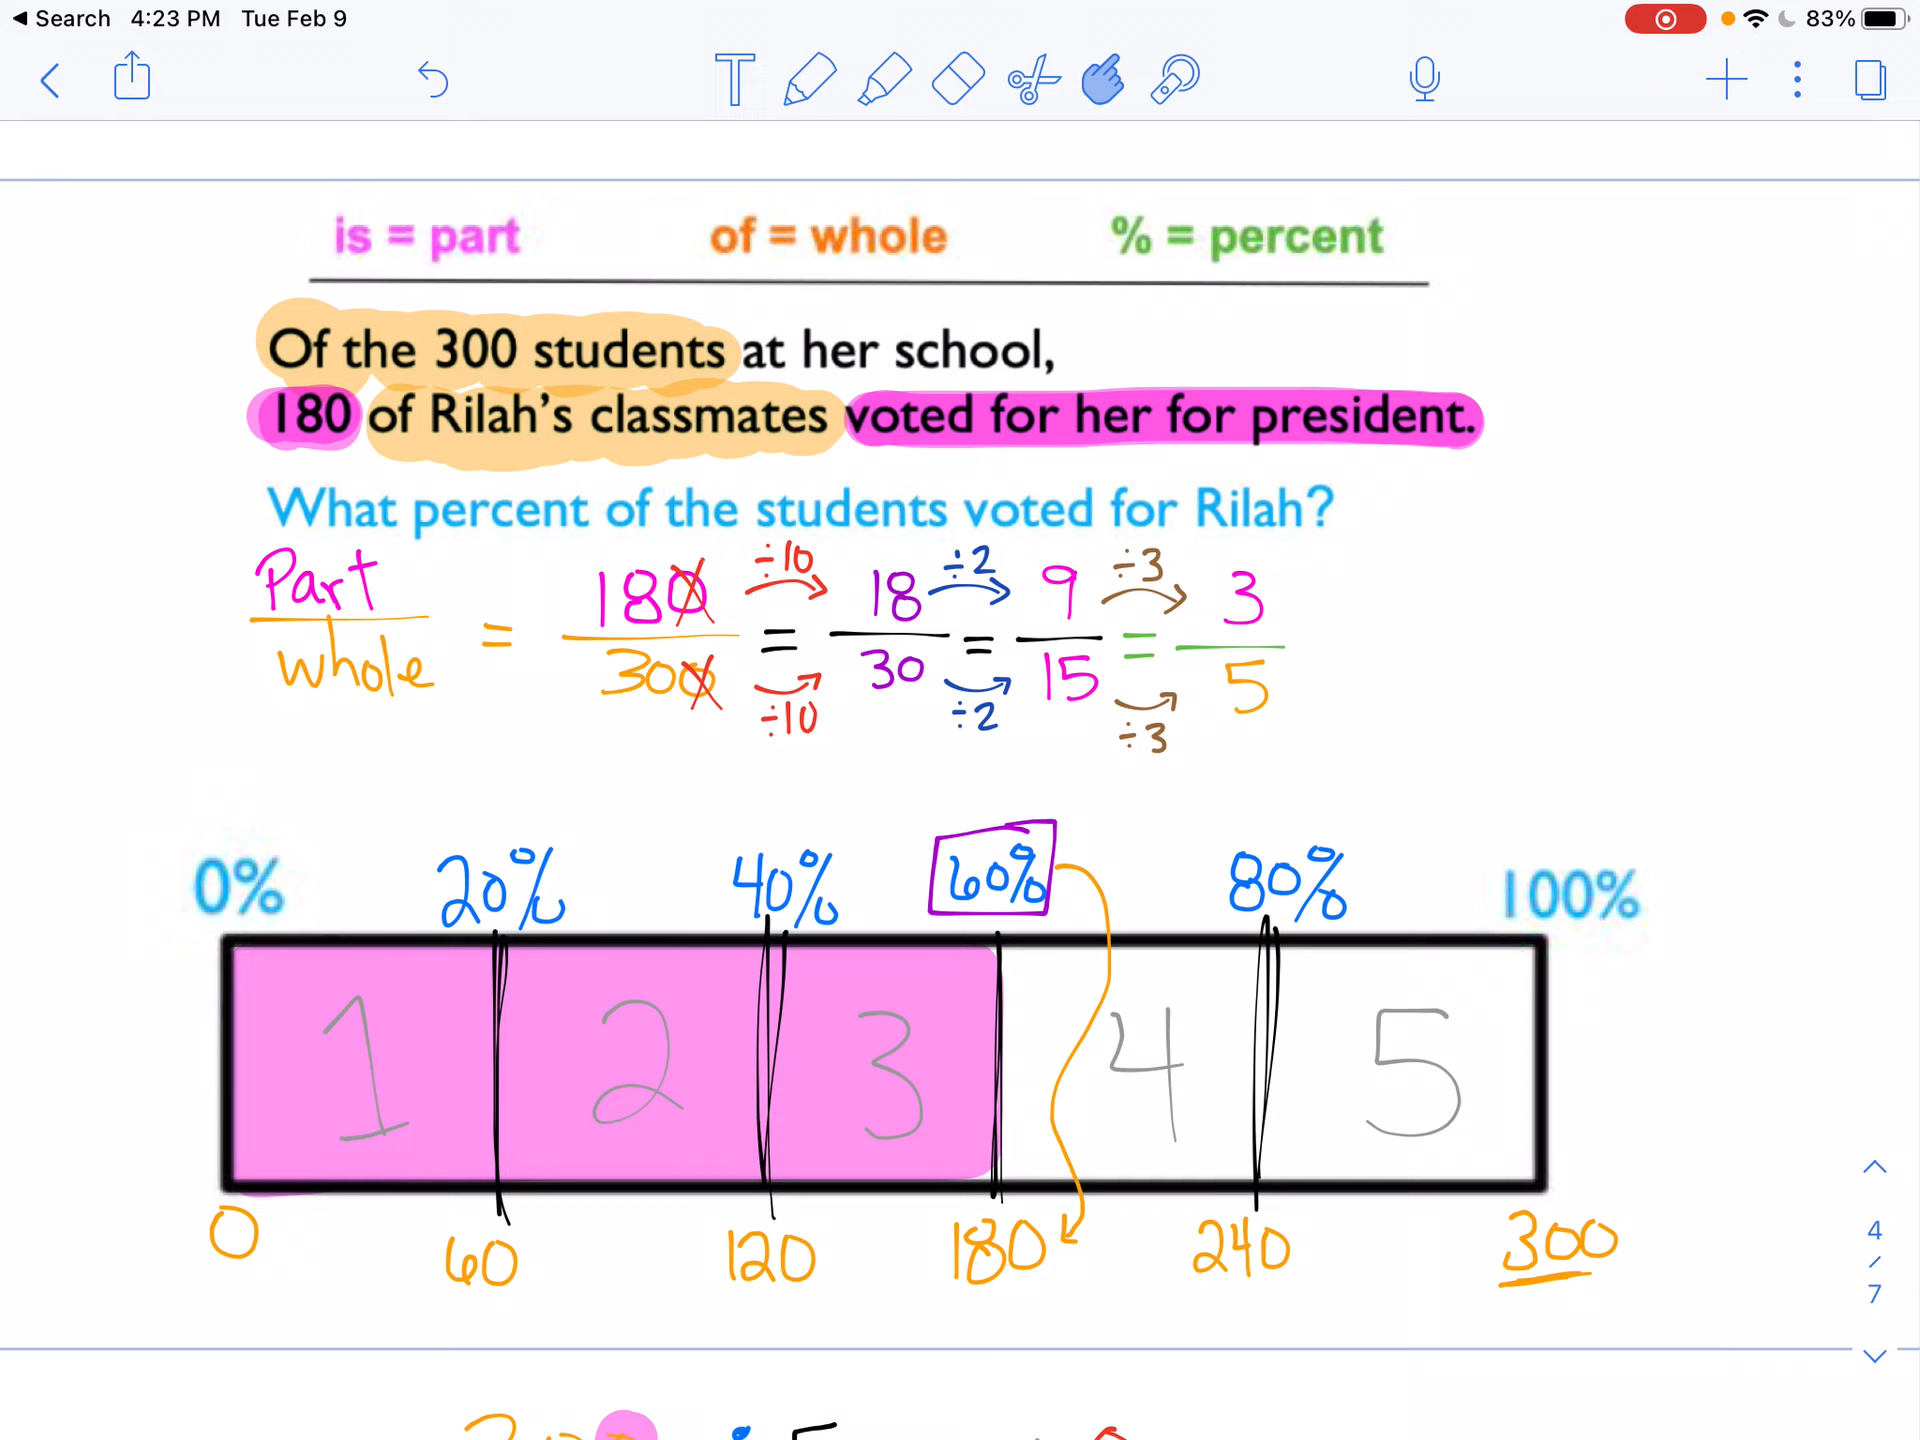 Search 4:23 PM Tue Feb 9 83%
T
is = part of = whole % = percent
Of the 300 students at her school,
180 of Rilah's classmates voted for her for president.
What percent of the students voted for Rilah?
÷10 ÷2 ÷3
Part = 180 = 18 = 9 = 3
whole 300 30 15 5
÷10 ÷2 ÷3
0% 20% 40% 60% 80% 100%
1 2 3 4 5
0 60 120 180 240 300
4
/
7